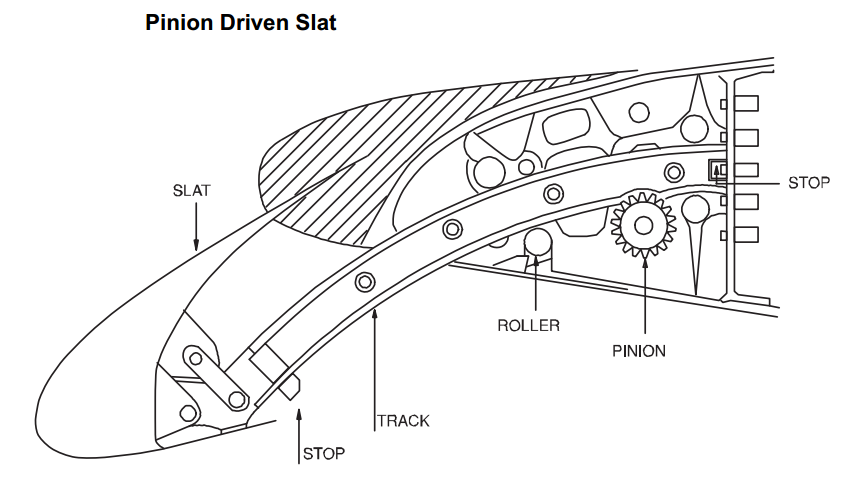 Pinion Driven Slat
SLAT
STOP
ROLLER
PINION
TRACK
STOP